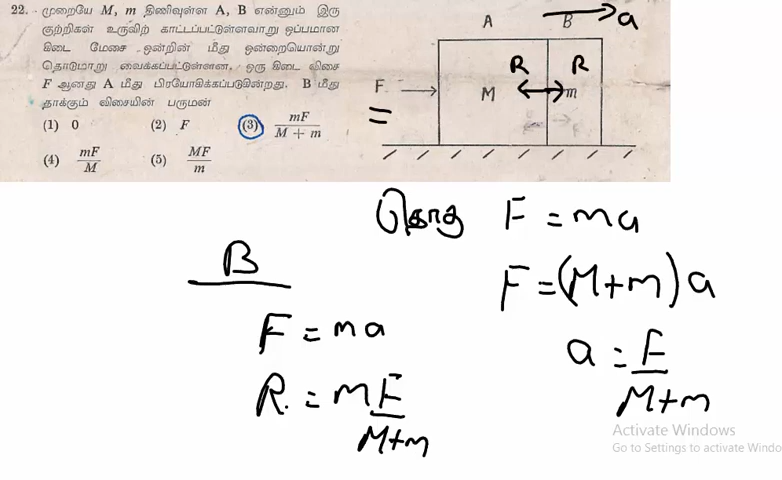 22. முறையே M, m திணிவுள்ள A, B என்னும் இரு
குற்றிகள் உருவிற் காட்டப்பட்டுள்ளவாறு ஒப்பமான
கிடை மேசை ஒன்றின் மீது ஒன்றையொன்று
தொடுமாறு வைக்கப்பட்டுள்ளன. ஒரு கிடை விசை
F ஆனது A மீது பிரயோகிக்கப்படுகின்றது. B மீது
தாக்கும் விசையின் பருமன்
(1) 0 (2) F (3) mF / M + m
(4) mF / M (5) MF / m
A B a
R R
F M m
=
தொகு F = ma
F = (M+m) a
a = F / M+m
B
F = ma
R = m F / M+m
Activate Windows
Go to Settings to activate Windo